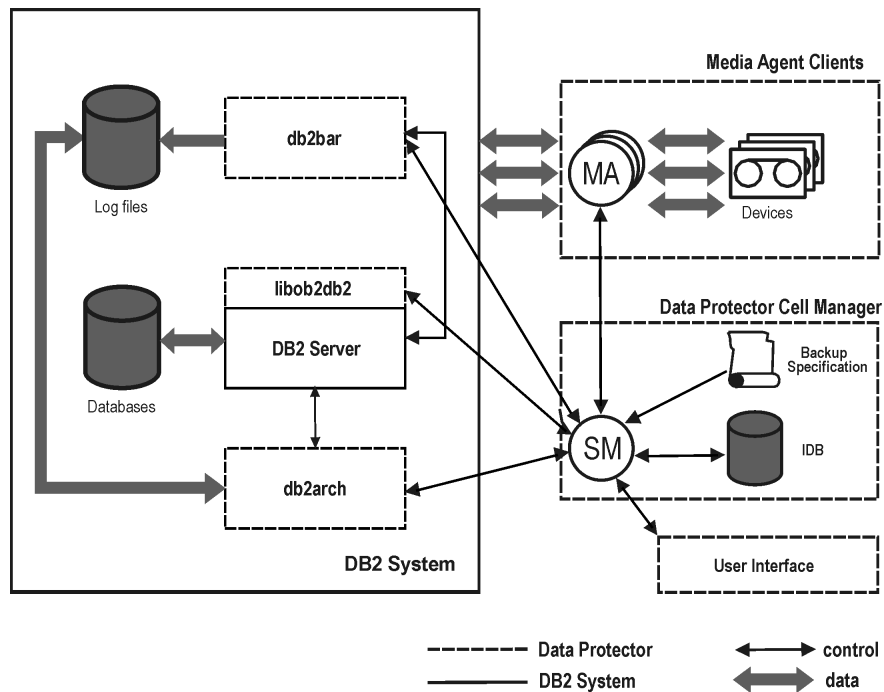 Media Agent Clients
db2bar
MA
Log files
Devices
libob2db2
DB2 Server
Databases
Data Protector Cell Manager
Backup
Specification
SM
IDB
db2arch
DB2 System
User Interface
Data Protector
control
DB2 System
data